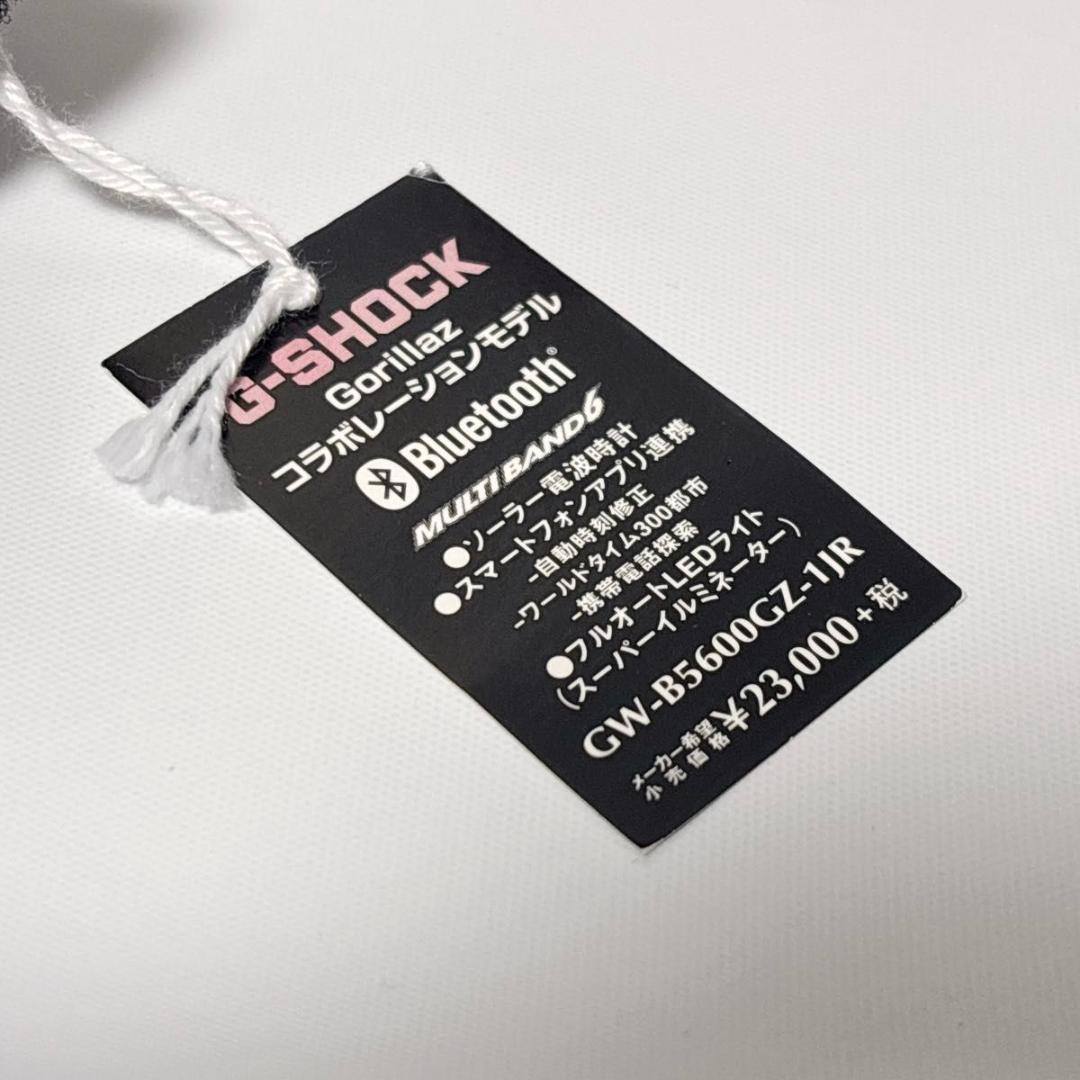 G-SHOCK
Gorillaz
コラボレーションモデル
Bluetooth®
MULTI BAND 6
●ソーラー電波時計
●スマートフォンアプリ連携
-自動時刻修正
-ワールドタイム300都市
-携帯電話探索
●フルオートLEDライト
(スーパーイルミネーター)
GW-B5600GZ-1JR
メーカー希望
小売価格 ¥23,000+税